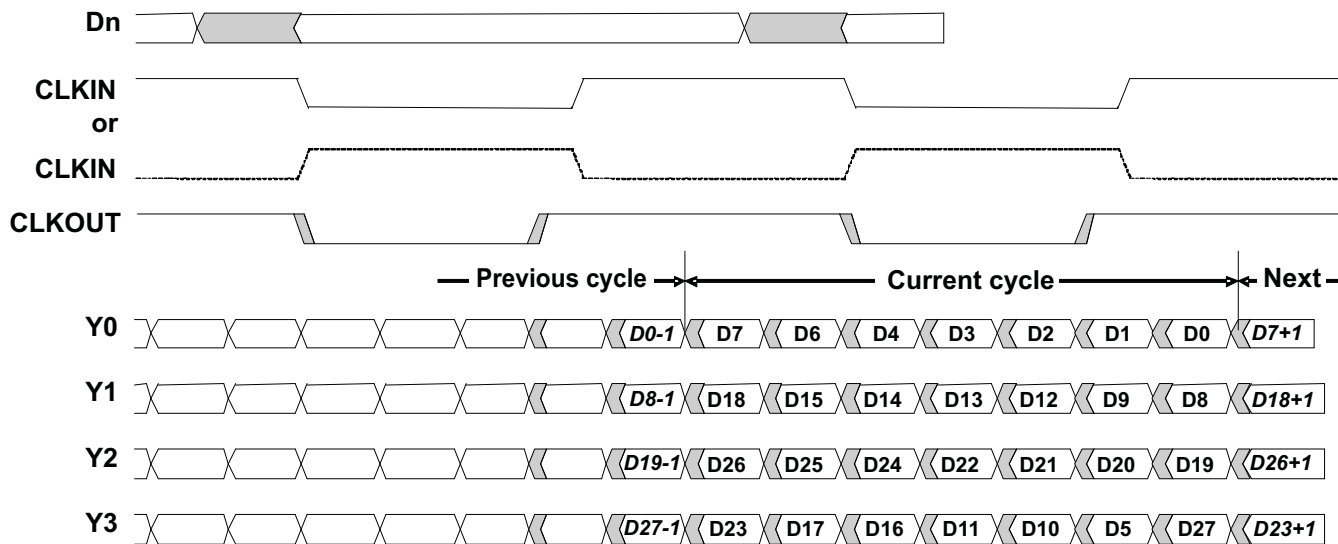 Dn
CLKIN
or
CLKIN
CLKOUT
Previous cycle Current cycle Next
Y0 D0-1 D7 D6 D4 D3 D2 D1 D0 D7+1
Y1 D8-1 D18 D15 D14 D13 D12 D9 D8 D18+1
Y2 D19-1 D26 D25 D24 D22 D21 D20 D19 D26+1
Y3 D27-1 D23 D17 D16 D11 D10 D5 D27 D23+1